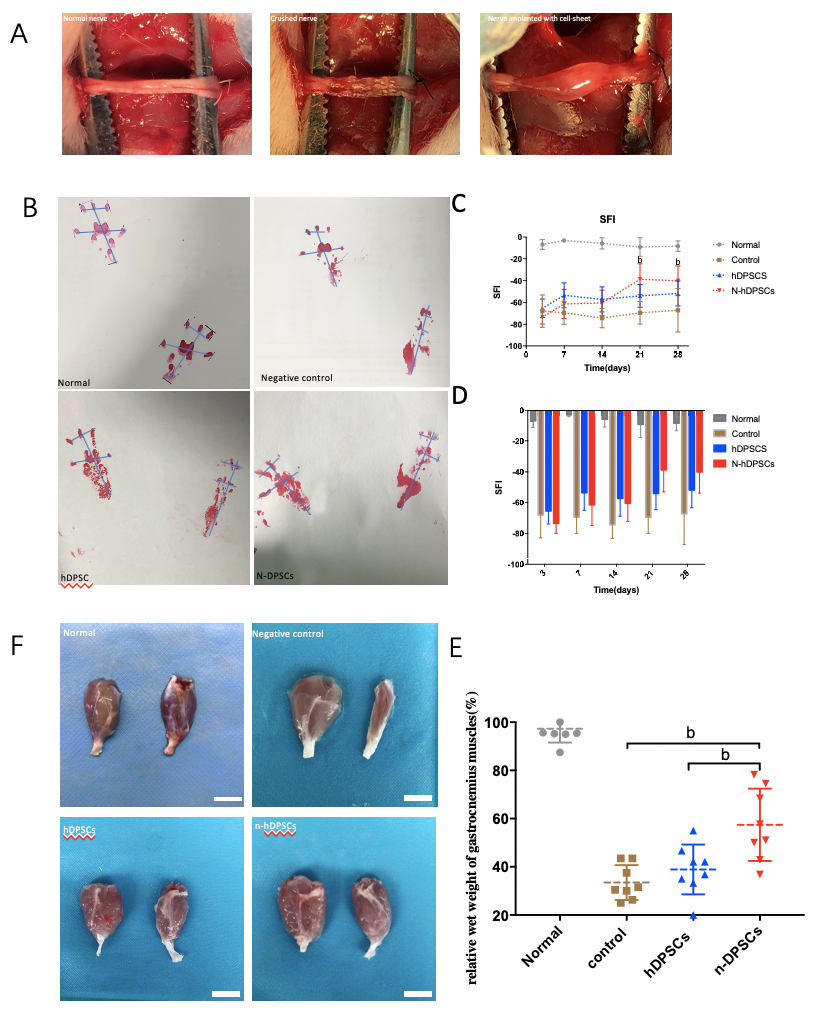 A
Normal nerve
Crushed nerve
Nerve implanted with cell-sheet
B
Normal
Negative control
hDPSC
N-DPSCs
C
SFI
0
-20
-40
-60
-80
-100
SFI
b
b
0
7
14
21
28
Time(days)
Normal
Control
hDPSCS
N-hDPSCs
D
0
-20
-40
-60
-80
-100
SFI
3
7
14
21
28
Time(days)
Normal
Control
hDPSCS
N-hDPSCs
F
Normal
Negative control
hDPSCs
n-hDPSCs
E
relative wet weight of gastrocnemius muscles(%)
100
80
60
40
20
b
b
Normal
control
hDPSCs
n-DPSCs